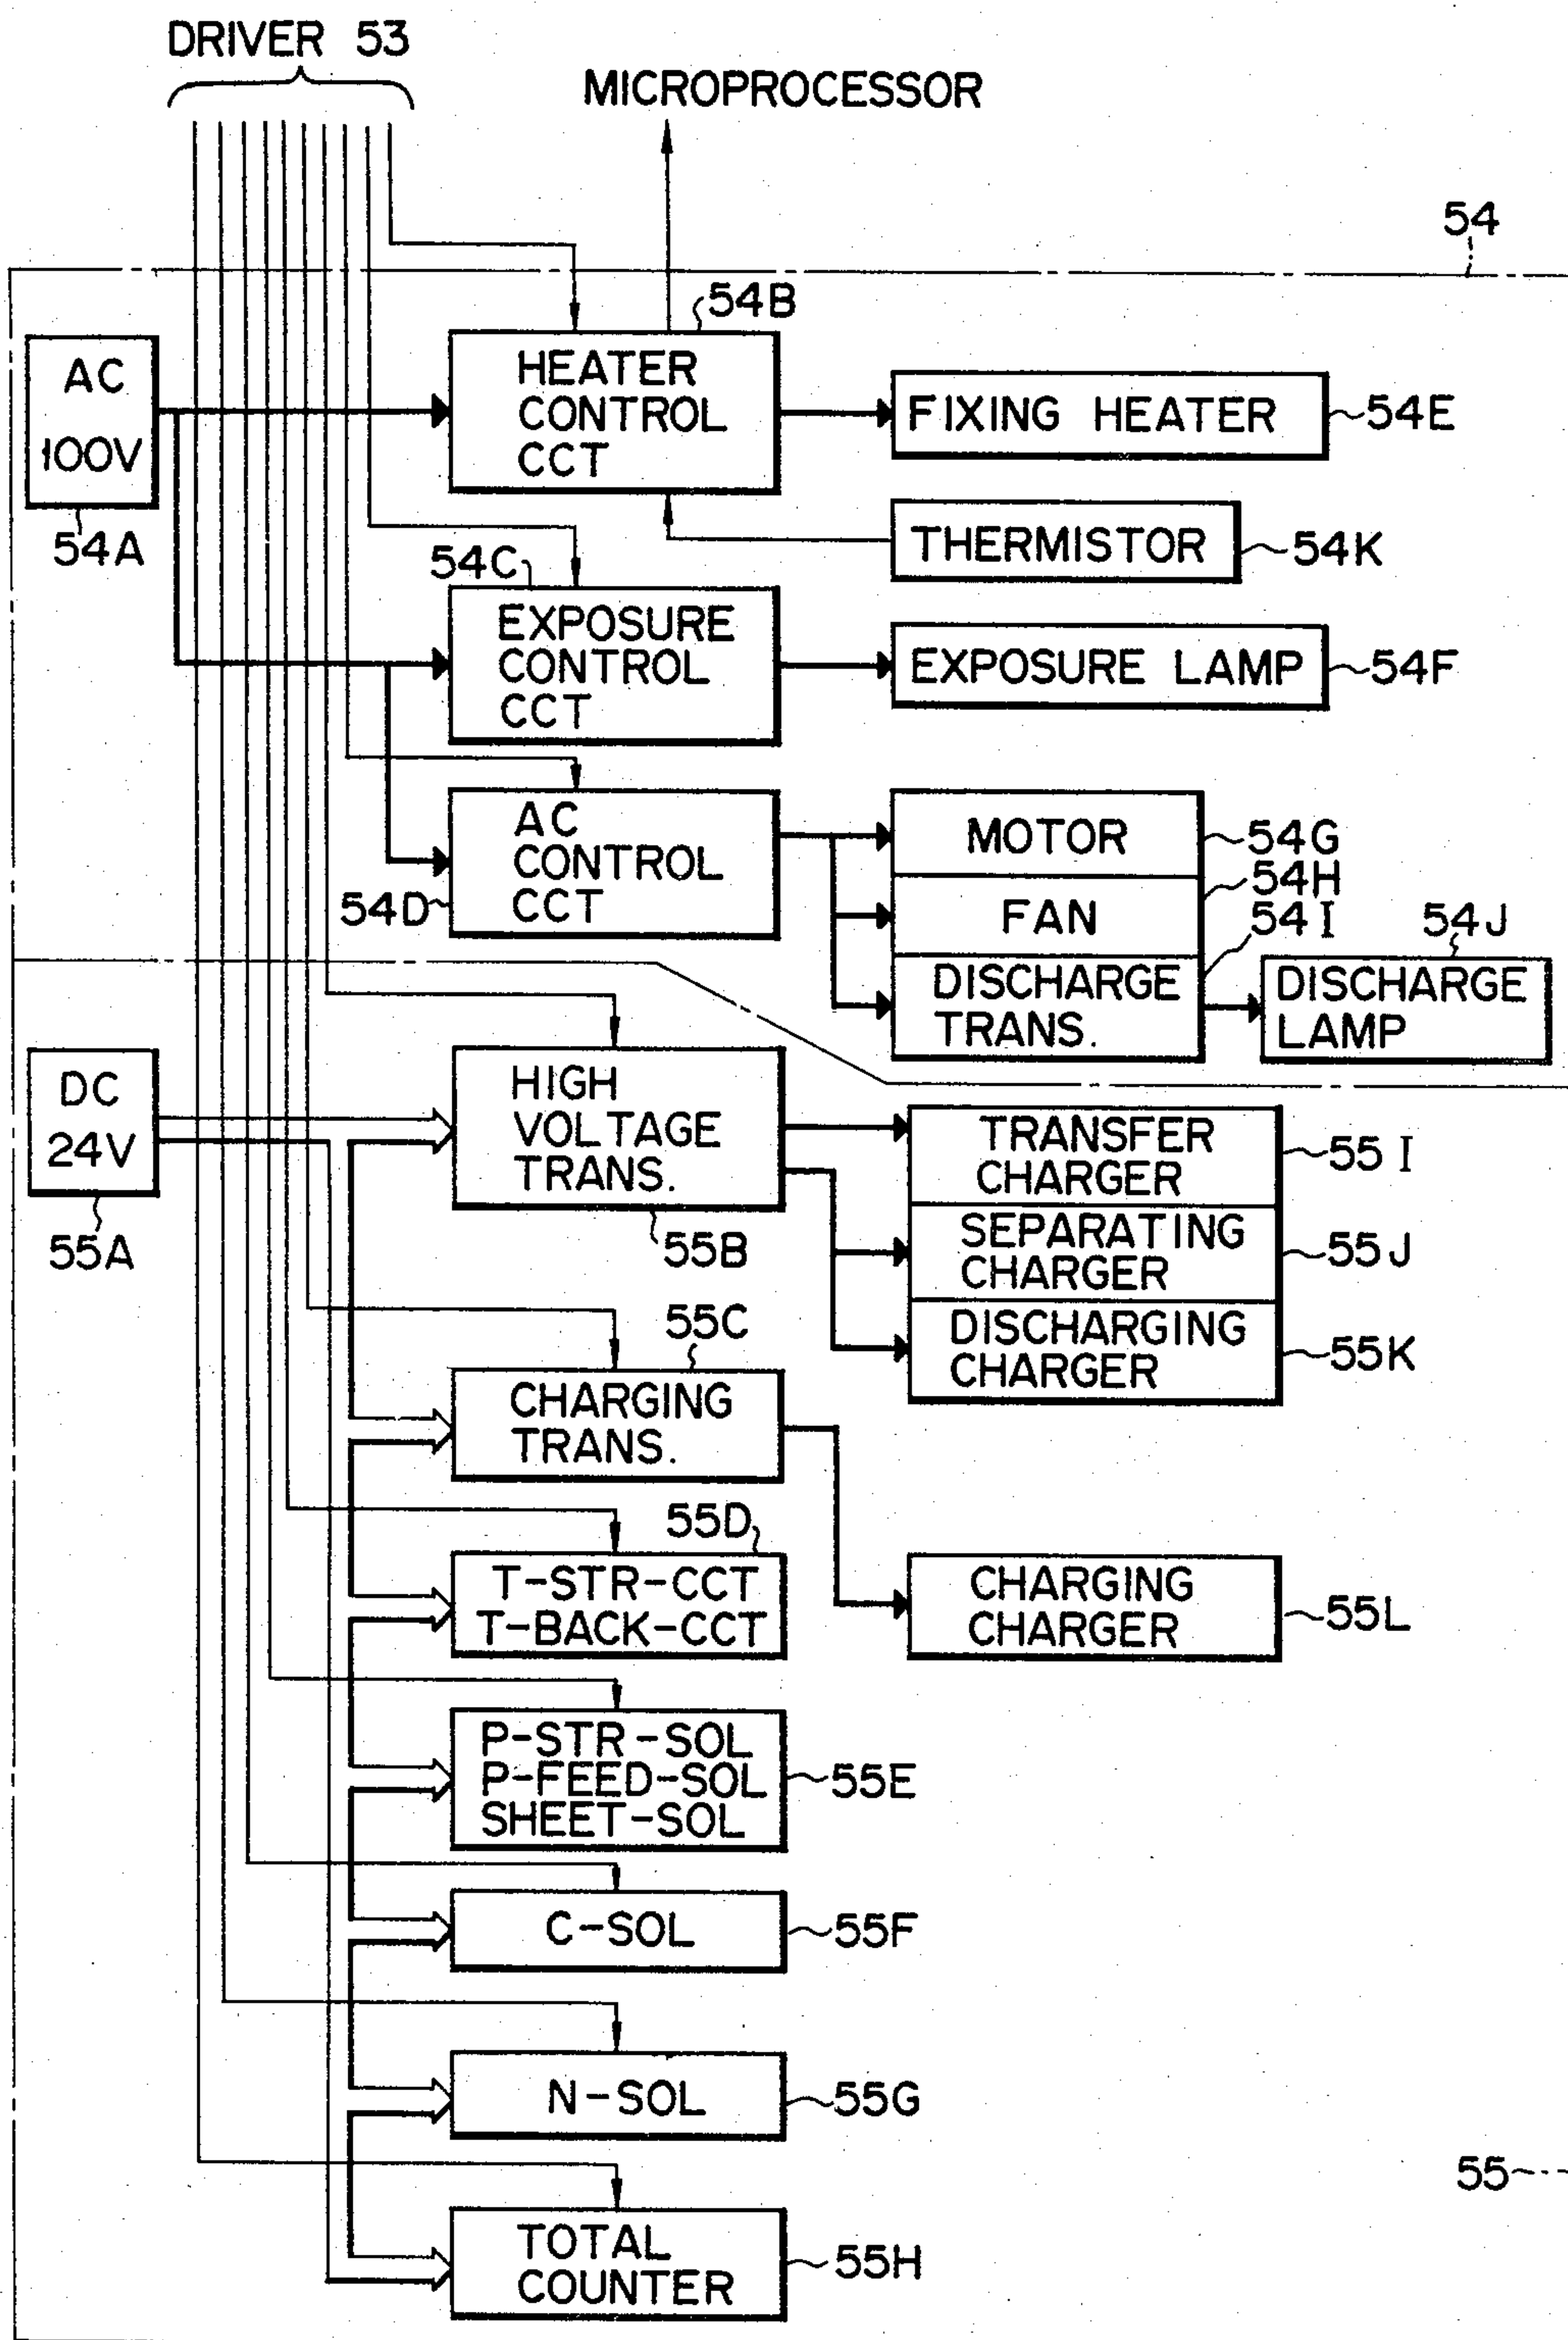 DRIVER 53
MICROPROCESSOR
54
54B
AC
100V
54A
HEATER
CONTROL
CCT
FIXING HEATER
54E
THERMISTOR
54K
54C
EXPOSURE
CONTROL
CCT
EXPOSURE LAMP
54F
AC
CONTROL
CCT
54D
MOTOR
54G
FAN
54H
DISCHARGE
TRANS.
54I
54J
DISCHARGE
LAMP
DC
24V
55A
HIGH
VOLTAGE
TRANS.
55B
TRANSFER
CHARGER
55I
SEPARATING
CHARGER
55J
DISCHARGING
CHARGER
55K
55C
CHARGING
TRANS.
55D
T-STR-CCT
T-BACK-CCT
CHARGING
CHARGER
55L
P-STR-SOL
P-FEED-SOL
SHEET-SOL
55E
C-SOL
55F
N-SOL
55G
55
TOTAL
COUNTER
55H